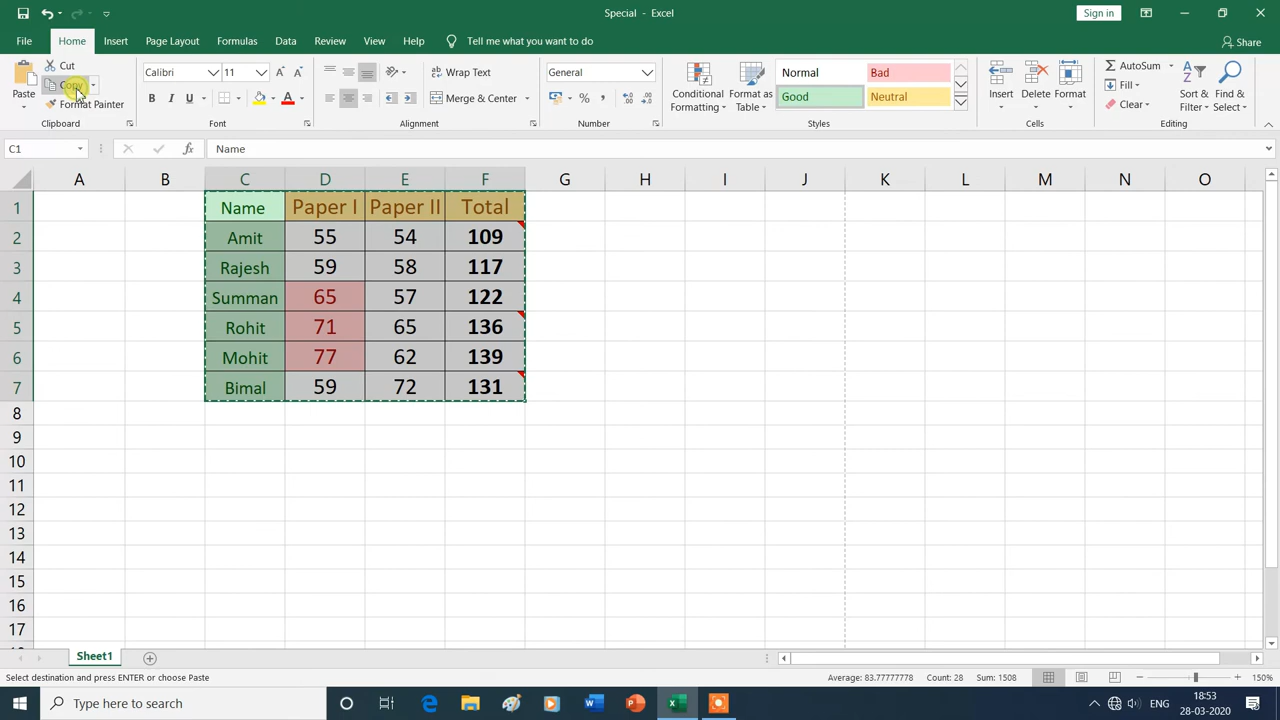 Special - Excel
Sign in
File Home Insert Page Layout Formulas Data Review View Help Tell me what you want to do Share
Paste
Cut
Copy
Format Painter
Clipboard
Calibri 11
B I U
Font
Wrap Text
Merge & Center
Alignment
General
Number
Conditional Formatting
Format as Table
Normal Bad
Good Neutral
Styles
Insert Delete Format
Cells
AutoSum
Fill
Clear
Sort & Filter
Find & Select
Editing
C1 fx Name
A B C D E F G H I J K L M N O
1 Name Paper I Paper II Total
2 Amit 55 54 109
3 Rajesh 59 58 117
4 Summan 65 57 122
5 Rohit 71 65 136
6 Mohit 77 62 139
7 Bimal 59 72 131
8
9
10
11
12
13
14
15
16
17
Sheet1
Select destination and press ENTER or choose Paste Average: 83.77777778 Count: 28 Sum: 1508 150%
Type here to search
ENG
18:53
28-03-2020